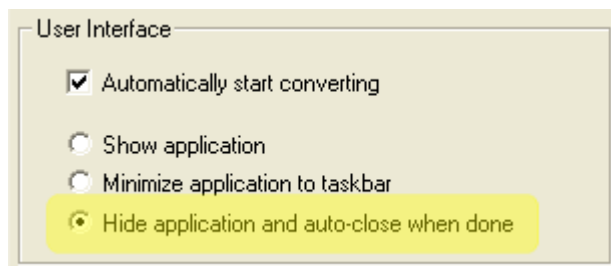 User Interface
Automatically start converting
Show application
Minimize application to taskbar
Hide application and auto-close when done